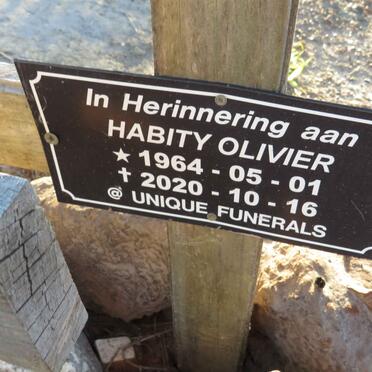 In Herinnering aan
HABITY OLIVIER
★ 1964 - 05 - 01
✝ 2020 - 10 - 16
@ UNIQUE FUNERALS